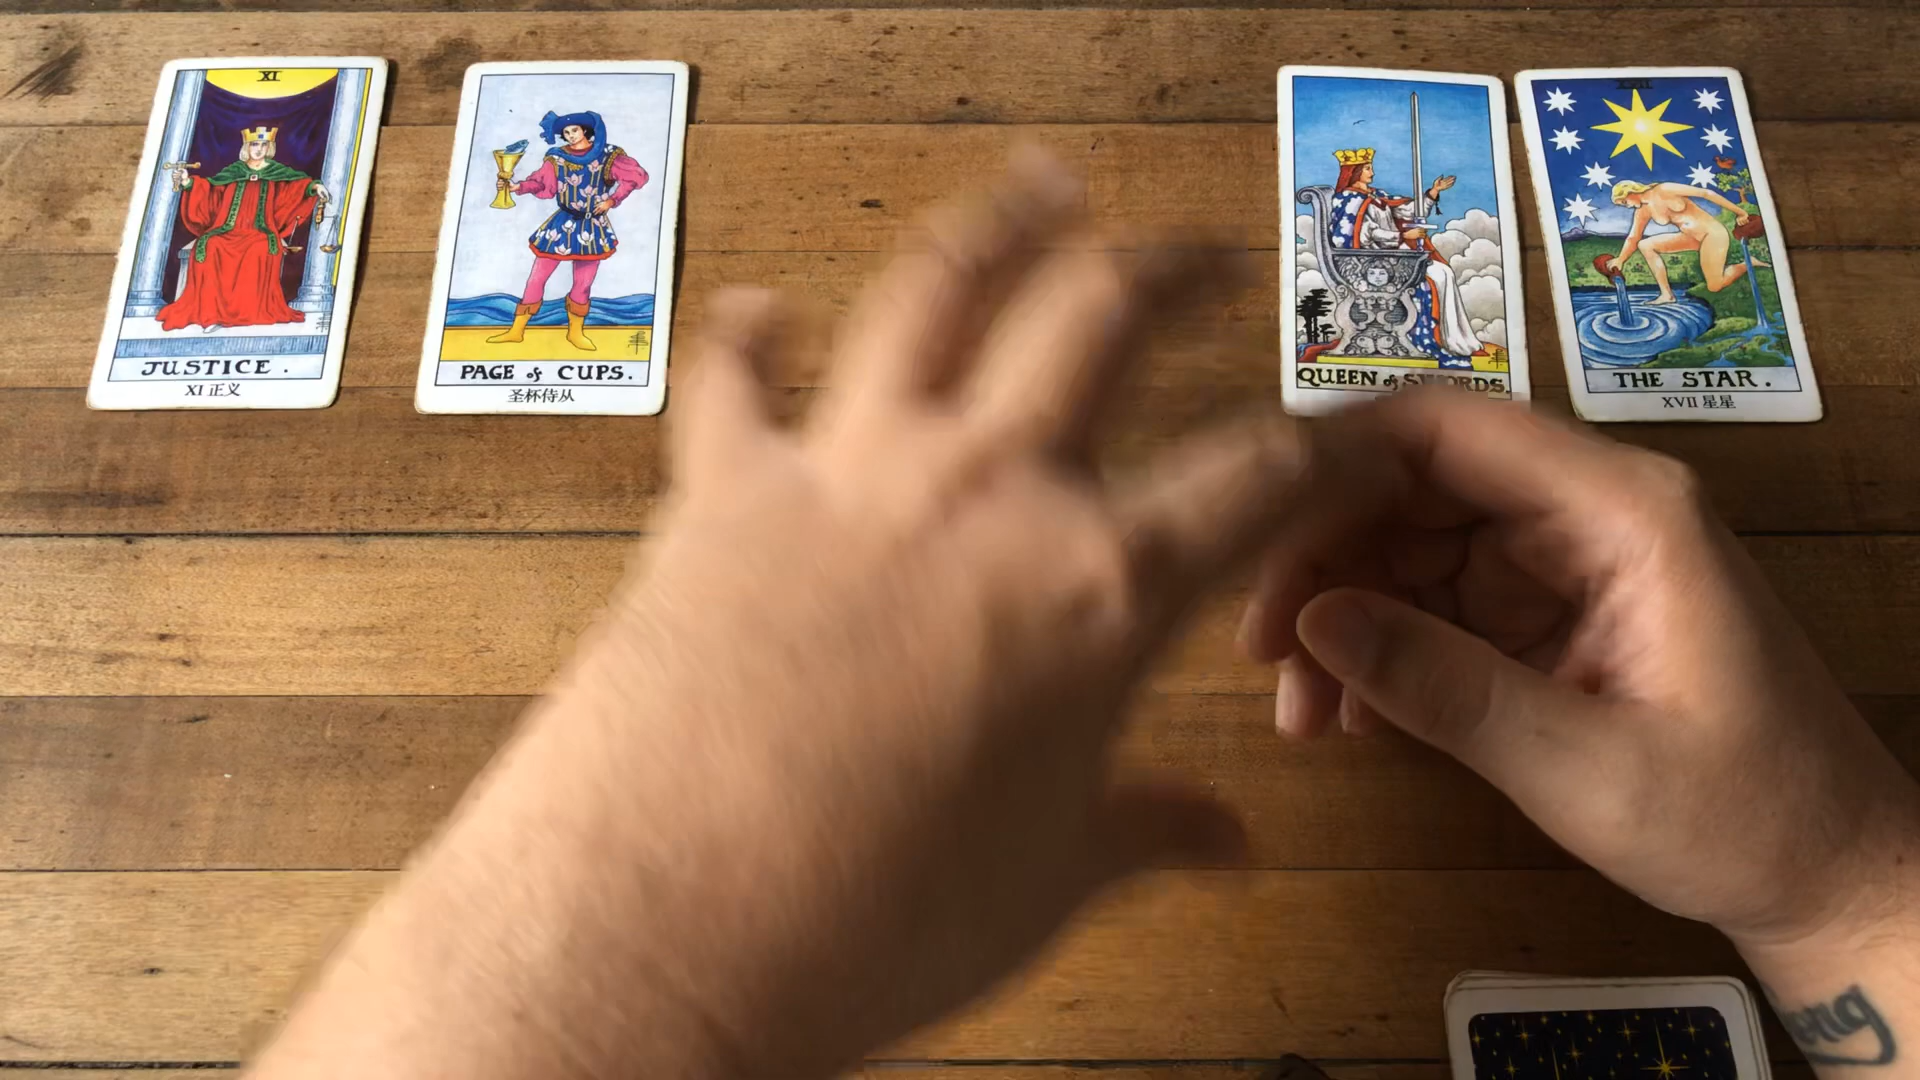 XI
JUSTICE.
XI 正义
PAGE of CUPS.
圣杯侍从
QUEEN of SWORDS.
XVII
THE STAR.
XVII 星星